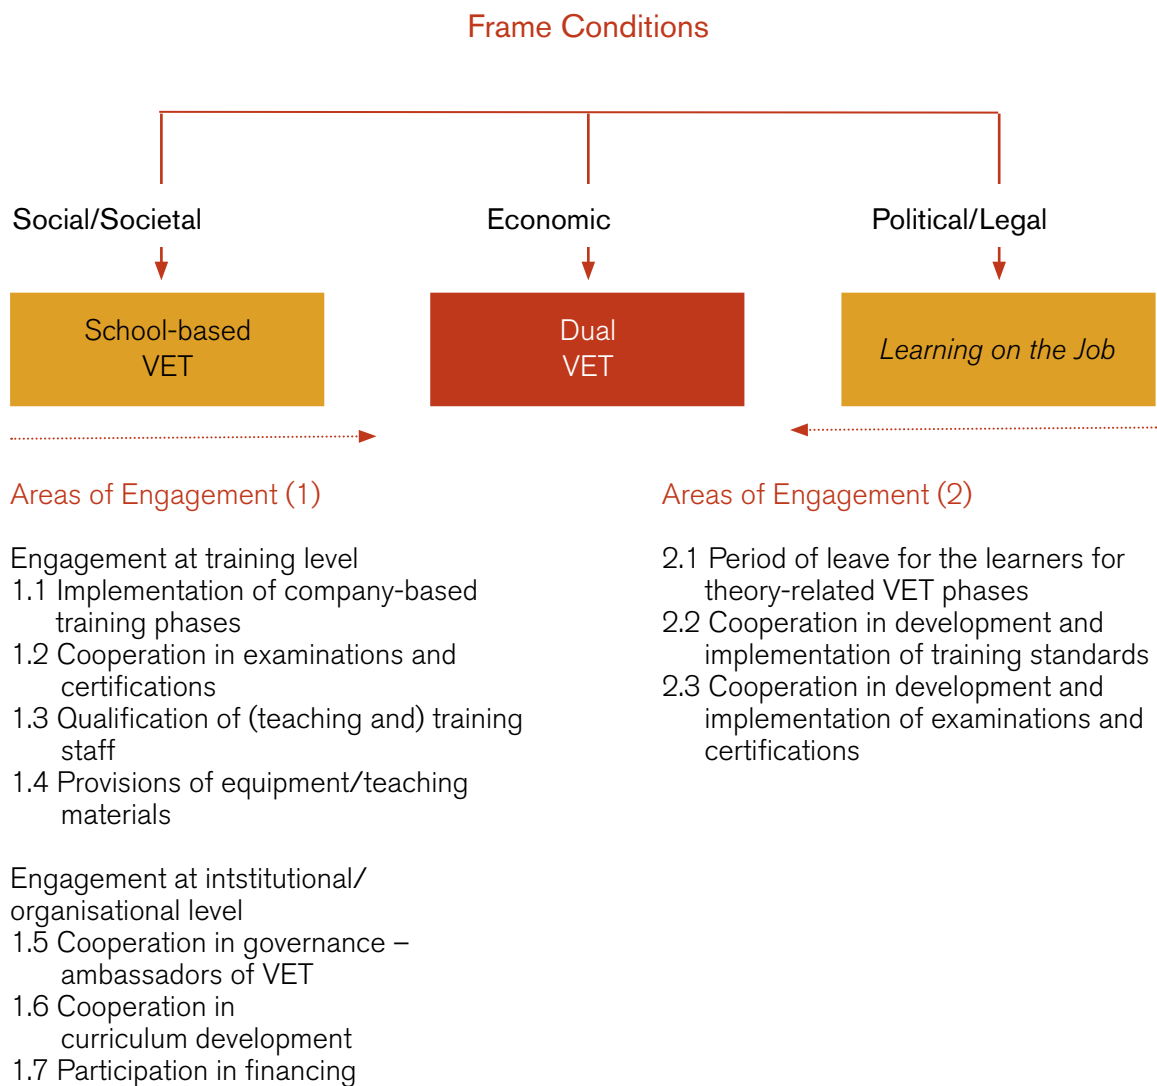 Frame Conditions
Social/Societal
Economic
Political/Legal
School-based
VET
Dual
VET
Learning on the Job
Areas of Engagement (1)
Engagement at training level
1.1 Implementation of company-based
training phases
1.2 Cooperation in examinations and
certifications
1.3 Qualification of (teaching and) training
staff
1.4 Provisions of equipment/teaching
materials
Engagement at intstitutional/
organisational level
1.5 Cooperation in governance –
ambassadors of VET
1.6 Cooperation in
curriculum development
1.7 Participation in financing
Areas of Engagement (2)
2.1 Period of leave for the learners for
theory-related VET phases
2.2 Cooperation in development and
implementation of training standards
2.3 Cooperation in development and
implementation of examinations and
certifications